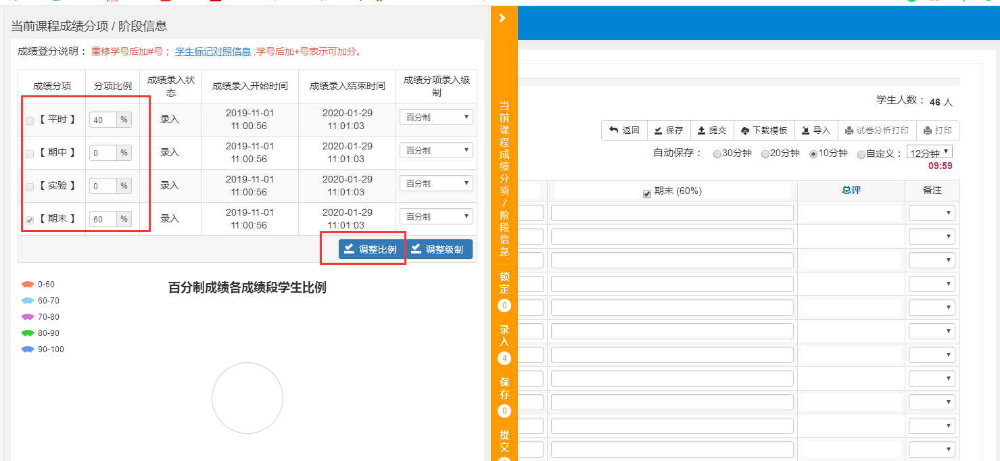 当前课程成绩分项 / 阶段信息
成绩登分说明： 重修学号后加#号； 学生标记对照信息 ;学号后加+号表示可加分。
成绩分项 分项比例 成绩录入状态 成绩录入开始时间 成绩录入结束时间 成绩分项录入级制
【 平时 】 40 % 录入 2019-11-01 11:00:56 2020-01-29 11:01:03 百分制
【 期中 】 0 % 录入 2019-11-01 11:00:56 2020-01-29 11:01:03 百分制
【 实验 】 0 % 录入 2019-11-01 11:00:56 2020-01-29 11:01:03 百分制
【 期末 】 60 % 录入 2019-11-01 11:00:56 2020-01-29 11:01:03 百分制
调整比例 调整级制
百分制成绩各成绩段学生比例
0-60
60-70
70-80
80-90
90-100
当前课程成绩分项/阶段信息
锁定
0
录入
4
保存
0
提交
学生人数： 46 人
返回 保存 提交 下载模板 导入 试卷分析打印 打印
自动保存： 30分钟 20分钟 10分钟 自定义： 12分钟
09:59
期末 (60%) 总评 备注